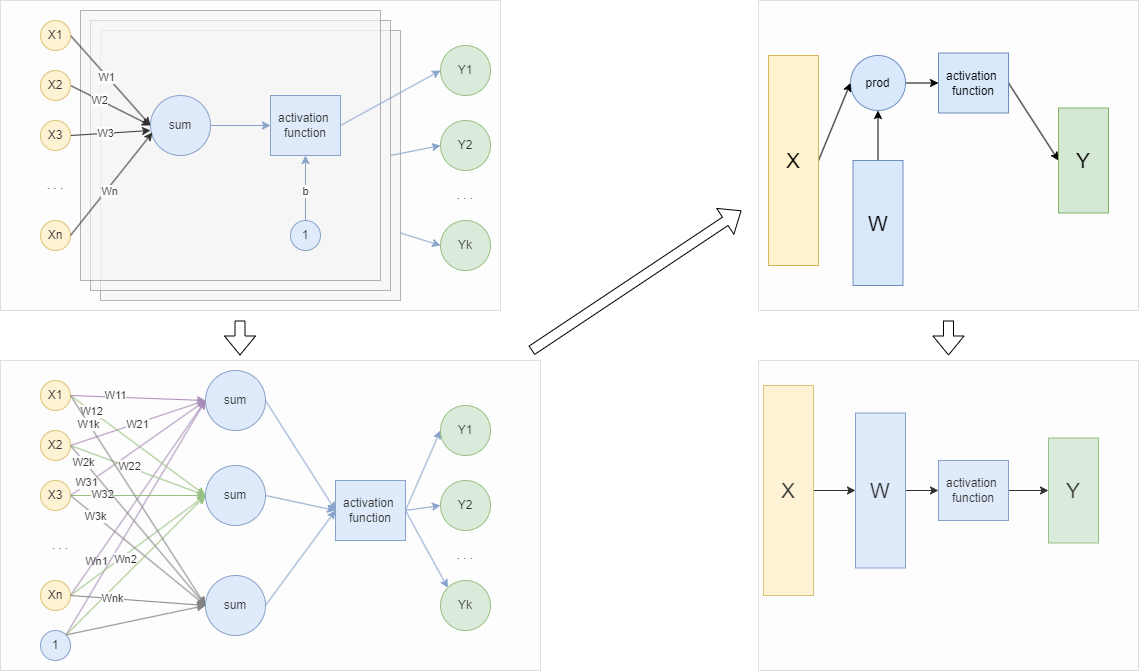 X1
X2
X3
. . .
Xn
W1
W2
W3
Wn
sum
activation
function
b
1
Y1
Y2
. . .
Yk
X
prod
W
activation
function
Y
X1
X2
X3
. . .
Xn
1
W11
W12
W1k
W21
W22
W2k
W31
W32
W3k
Wn1
Wn2
Wnk
sum
sum
sum
activation
function
Y1
Y2
. . .
Yk
X
W
activation
function
Y